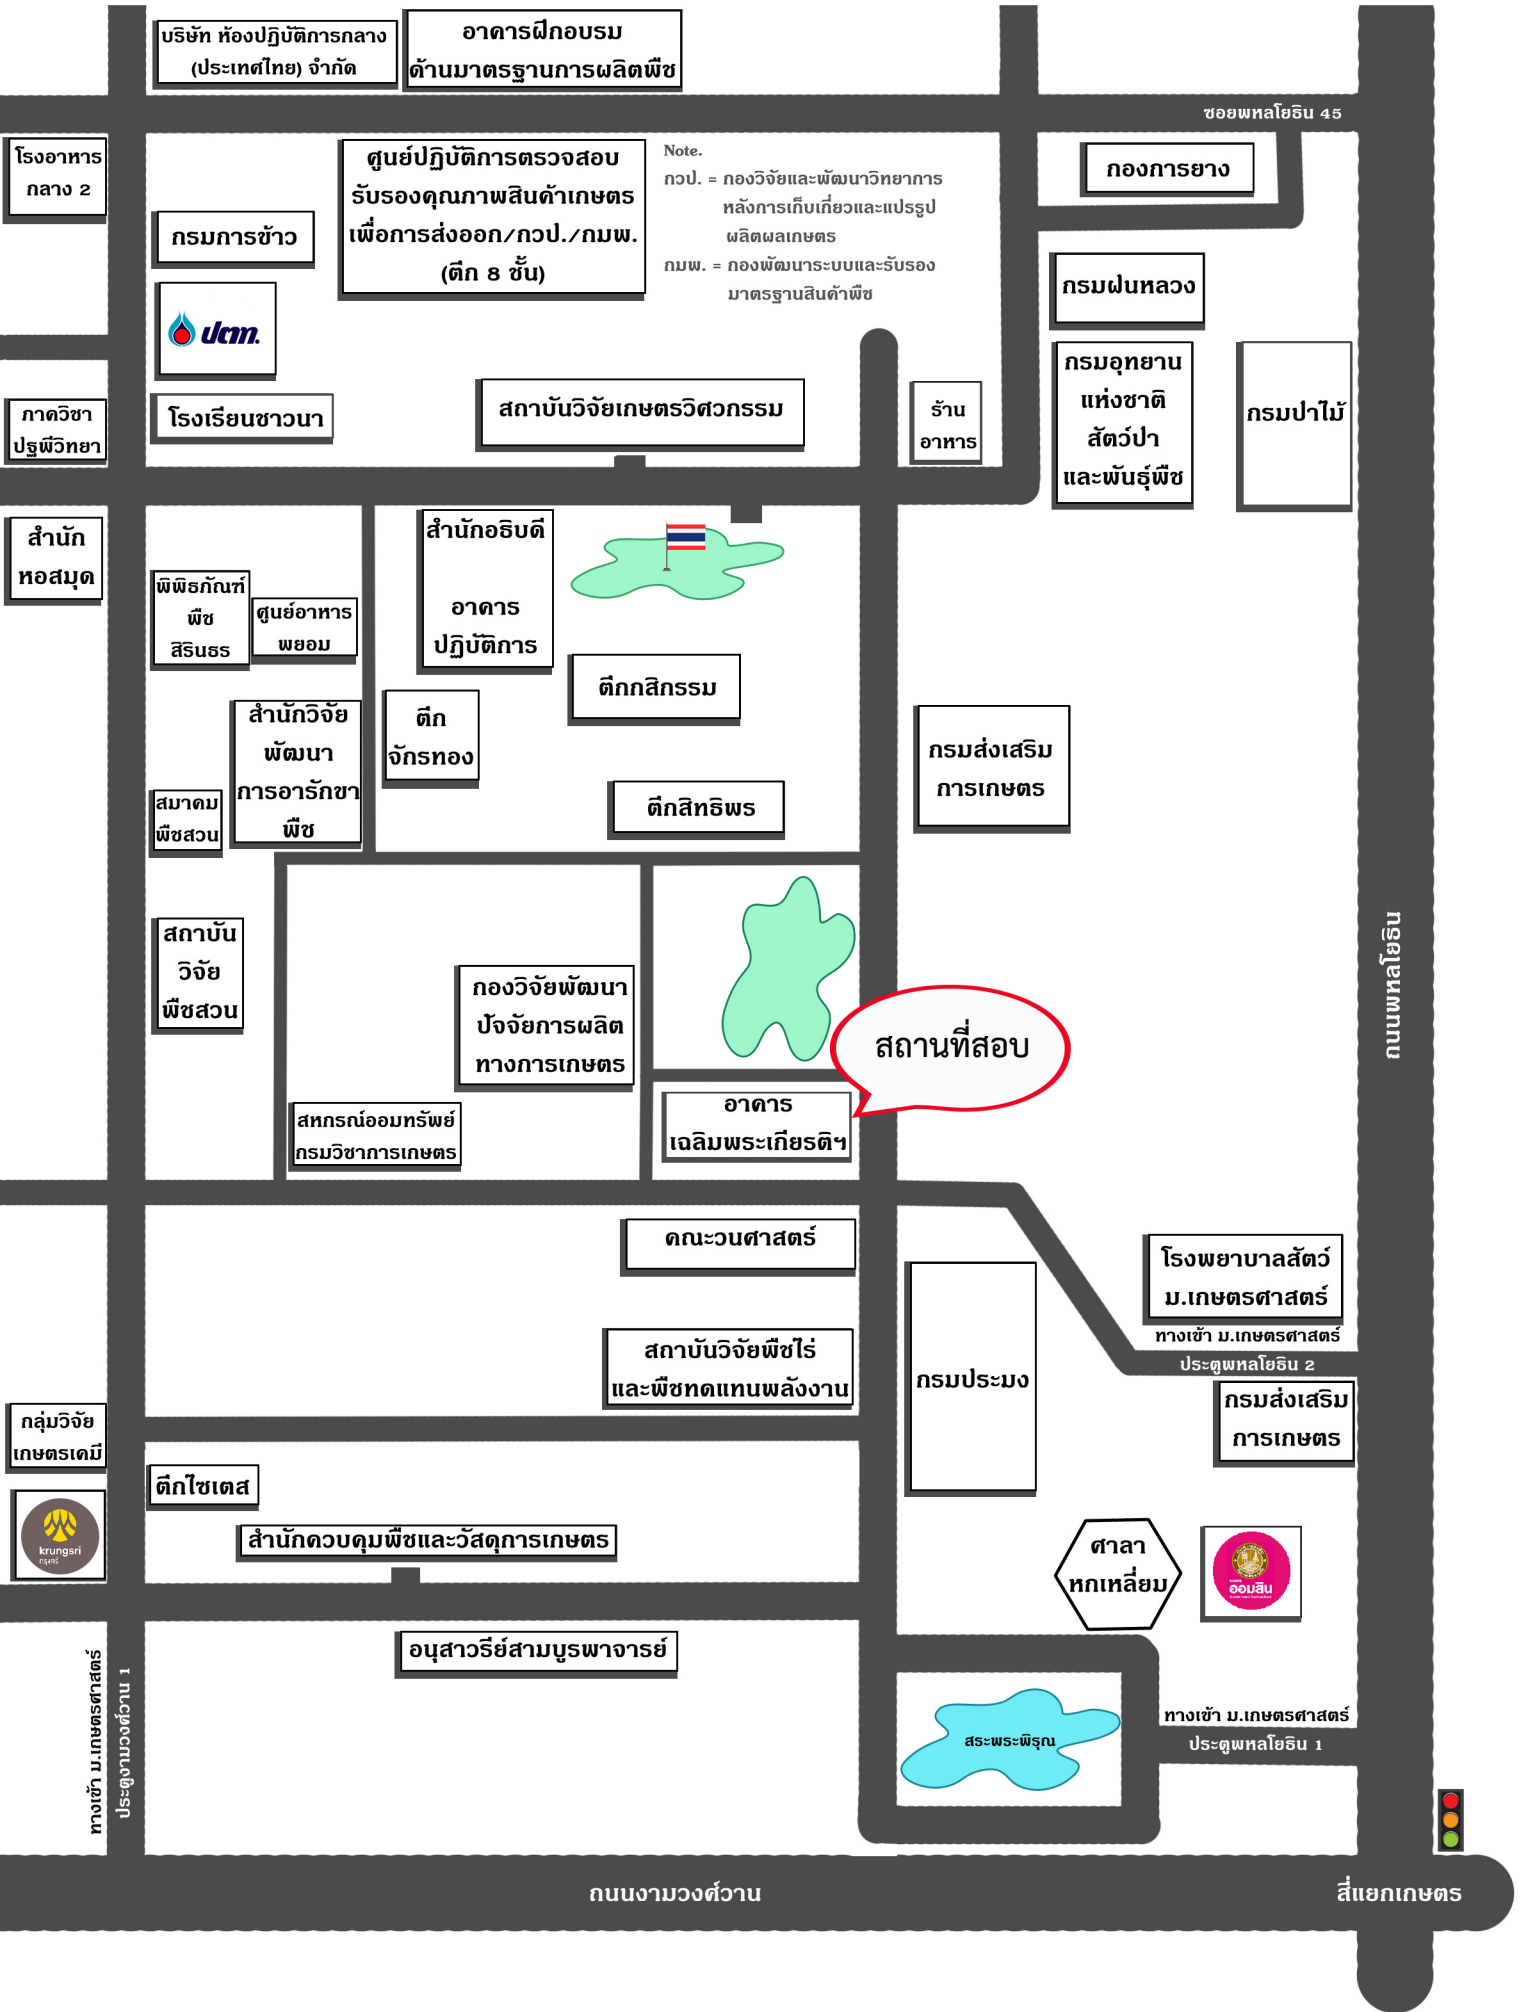 บริษัท ห้องปฏิบัติการกลาง
(ประเทศไทย) จำกัด
อาคารฝึกอบรม
ด้านมาตรฐานการผลิตพืช
ซอยพหลโยธิน 45
โรงอาหาร
กลาง 2
กรมการข้าว
ศูนย์ปฏิบัติการตรวจสอบ
รับรองคุณภาพสินค้าเกษตร
เพื่อการส่งออก/กวป./กมพ.
(ตึก 8 ชั้น)
Note.
กวป. = กองวิจัยและพัฒนาวิทยาการ
หลังการเก็บเกี่ยวและแปรรูป
ผลิตผลเกษตร
กมพ. = กองพัฒนาระบบและรับรอง
มาตรฐานสินค้าพืช
กองการยาง
กรมฝนหลวง
ปตท.
ภาควิชา
ปฐพีวิทยา
โรงเรียนชาวนา
สถาบันวิจัยเกษตรวิศวกรรม
ร้าน
อาหาร
กรมอุทยาน
แห่งชาติ
สัตว์ป่า
และพันธุ์พืช
กรมป่าไม้
สำนัก
หอสมุด
พิพิธภัณฑ์
พืช
สิรินธร
ศูนย์อาหาร
พยอม
สำนักอธิบดี
อาคาร
ปฏิบัติการ
ตึกกสิกรรม
สำนักวิจัย
พัฒนา
การอารักขา
พืช
ตึก
จักรทอง
สมาคม
พืชสวน
ตึกสิทธิพร
กรมส่งเสริม
การเกษตร
สถาบัน
วิจัย
พืชสวน
กองวิจัยพัฒนา
ปัจจัยการผลิต
ทางการเกษตร
สถานที่สอบ
ถนนพหลโยธิน
สหกรณ์ออมทรัพย์
กรมวิชาการเกษตร
อาคาร
เฉลิมพระเกียรติฯ
คณะวนศาสตร์
โรงพยาบาลสัตว์
ม.เกษตรศาสตร์
ทางเข้า ม.เกษตรศาสตร์
ประตูพหลโยธิน 2
สถาบันวิจัยพืชไร่
และพืชทดแทนพลังงาน
กรมประมง
กรมส่งเสริม
การเกษตร
กลุ่มวิจัย
เกษตรเคมี
ตึกไซเตส
krungsri
กรุงศรี
สำนักควบคุมพืชและวัสดุการเกษตร
ศาลา
หกเหลี่ยม
ออมสิน
อนุสาวรีย์สามบูรพาจารย์
ทางเข้า ม.เกษตรศาสตร์
ประตูงามวงศ์วาน 1
สระพระพิรุณ
ทางเข้า ม.เกษตรศาสตร์
ประตูพหลโยธิน 1
ถนนงามวงศ์วาน
สี่แยกเกษตร